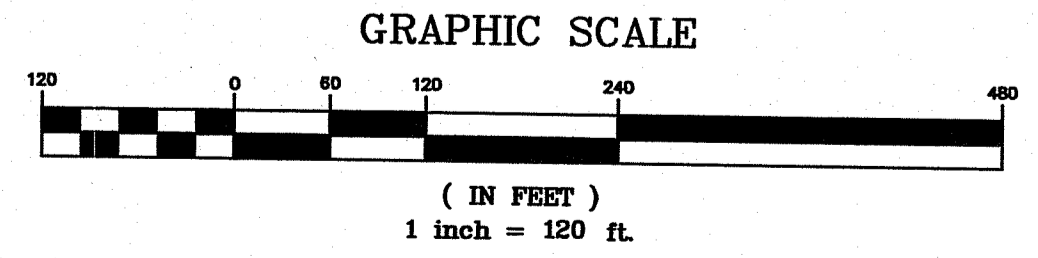 GRAPHIC SCALE
120 0 60 120 240 480
( IN FEET )
1 inch = 120 ft.